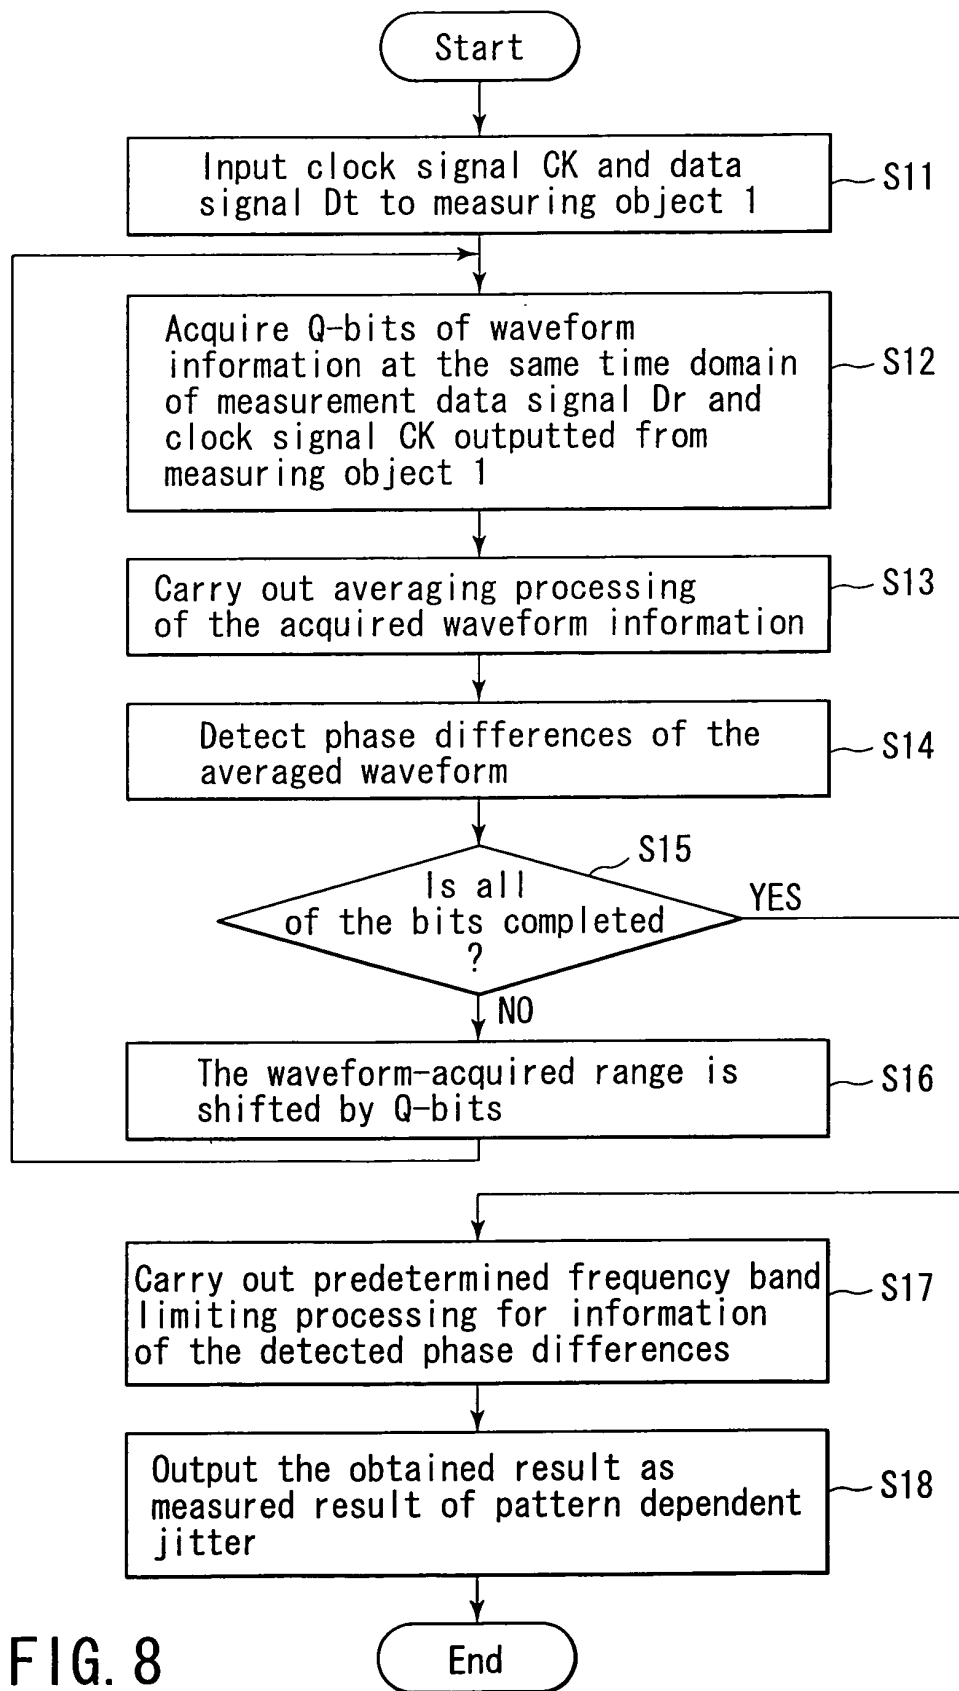 Start
Input clock signal CK and data
signal Dt to measuring object 1
S11
Acquire Q-bits of waveform
information at the same time domain
of measurement data signal Dr and
clock signal CK outputted from
measuring object 1
S12
Carry out averaging processing
of the acquired waveform information
S13
Detect phase differences of the
averaged waveform
S14
S15
Is all
of the bits completed
?
YES
NO
The waveform-acquired range is
shifted by Q-bits
S16
Carry out predetermined frequency band
limiting processing for information
of the detected phase differences
S17
Output the obtained result as
measured result of pattern dependent
jitter
S18
End
FIG. 8